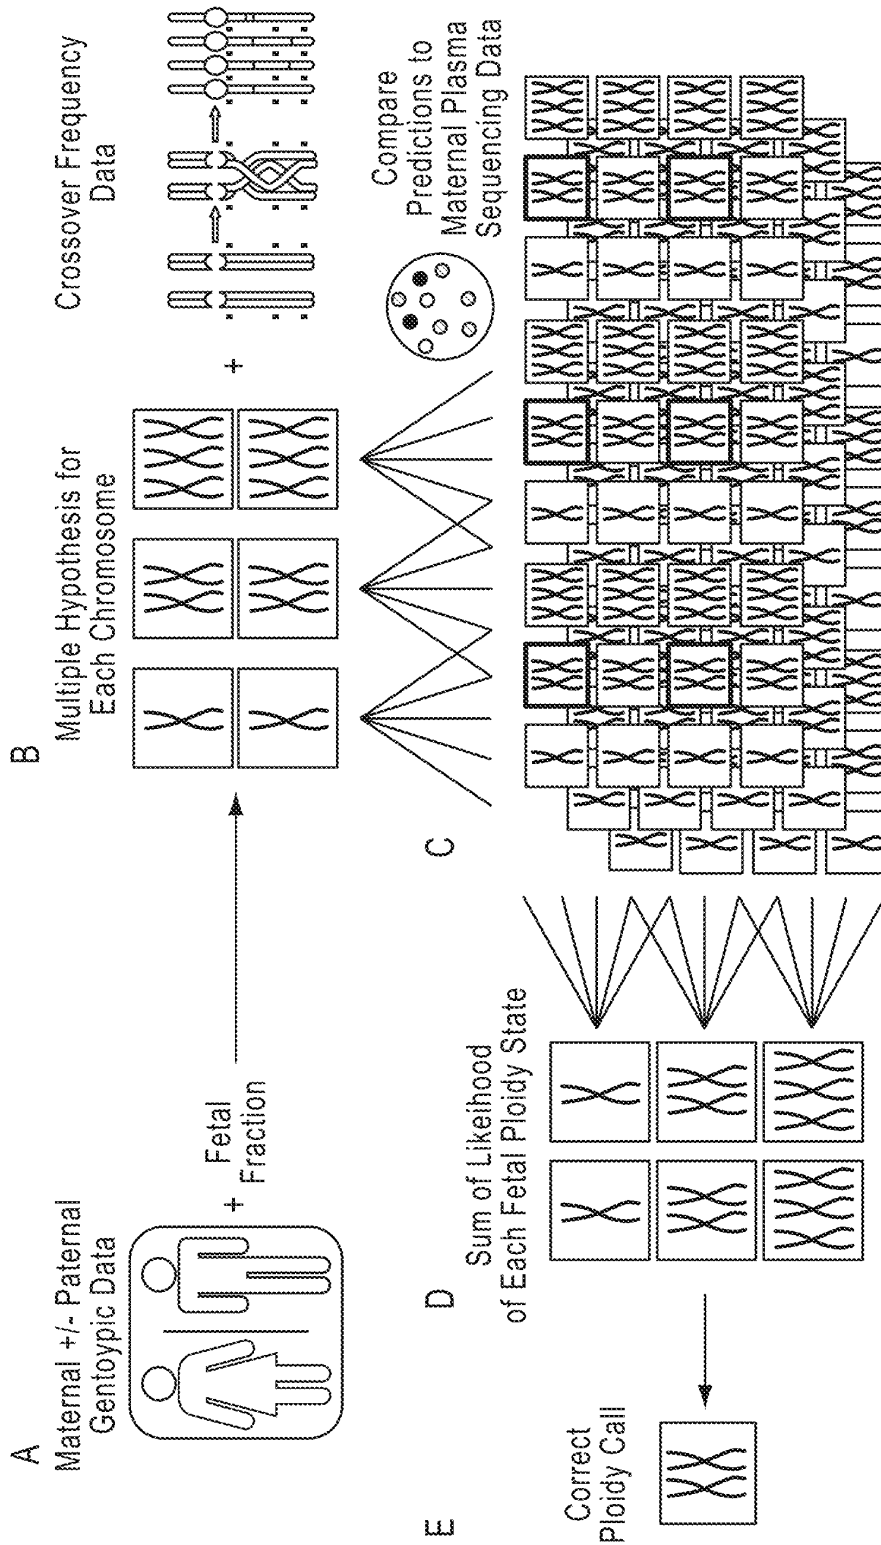 A
Maternal +/- Paternal
Gentoypic Data
+
Fetal
Fraction
B
Multiple Hypothesis for
Each Chromosome
+
Crossover Frequency
Data
C
Compare
Predictions to
Maternal Plasma
Sequencing Data
D
Sum of Likeihood
of Each Fetal Ploidy State
E
Correct
Ploidy Call